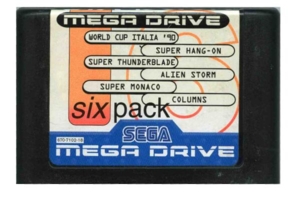 MEGA DRIVE
WORLD CUP ITALIA '90
SUPER HANG-ON
SUPER THUNDERBLADE
ALIEN STORM
SUPER MONACO
COLUMNS
six pack
SEGA
MEGA DRIVE